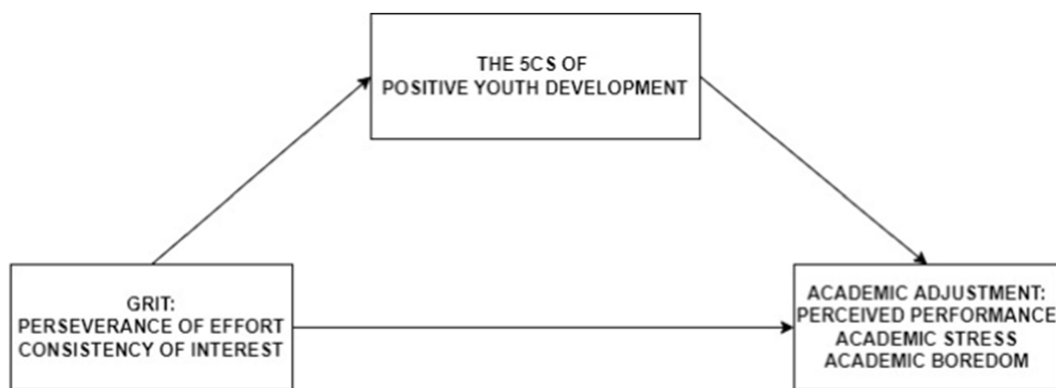 THE 5CS OF
POSITIVE YOUTH DEVELOPMENT
GRIT:
PERSEVERANCE OF EFFORT
CONSISTENCY OF INTEREST
ACADEMIC ADJUSTMENT:
PERCEIVED PERFORMANCE
ACADEMIC STRESS
ACADEMIC BOREDOM